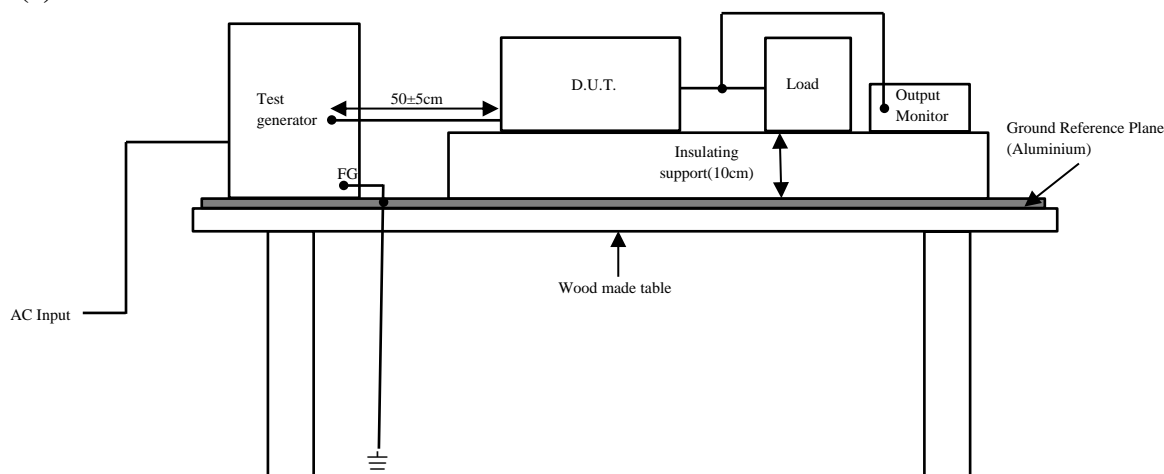 Test
generator
50±5cm
D.U.T.
Load
Output
Monitor
Ground Reference Plane
(Aluminium)
Insulating
support(10cm)
FG
Wood made table
AC Input